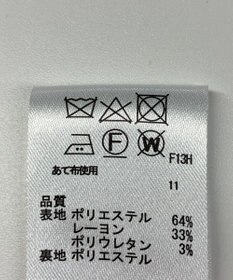 F
W
F13H
あて布使用
11
品質
表地 ポリエステル 64%
レーヨン 33%
ポリウレタン 3%
裏地 ポリエステル